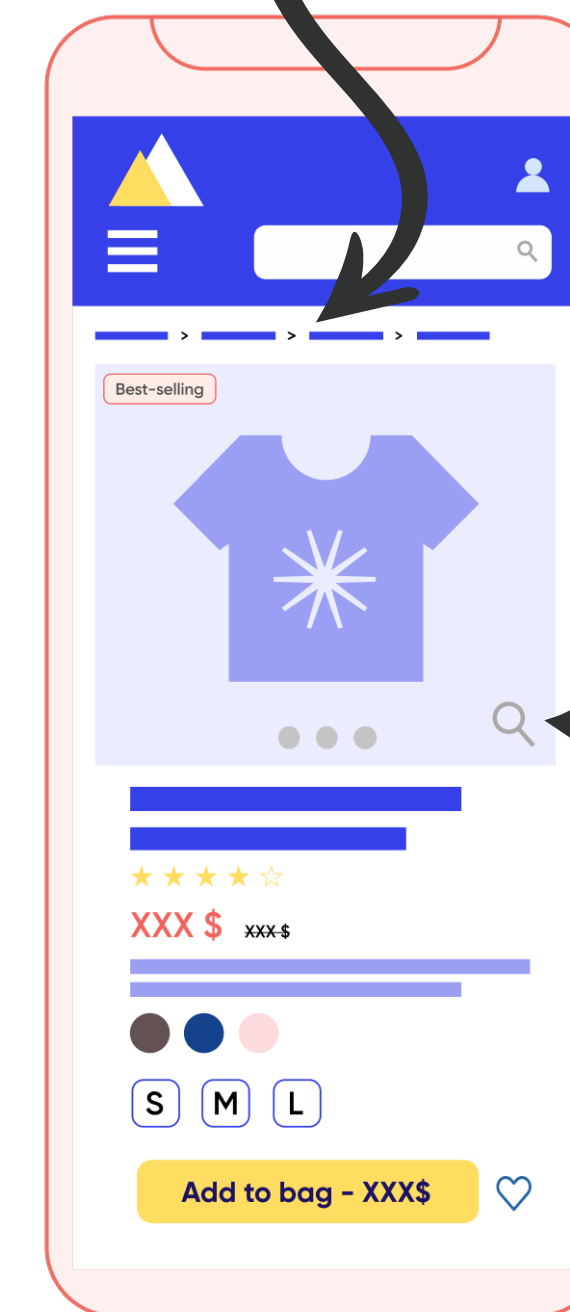 > > >
Best-selling
XXX $ XXX $
S M L
Add to bag - XXX$